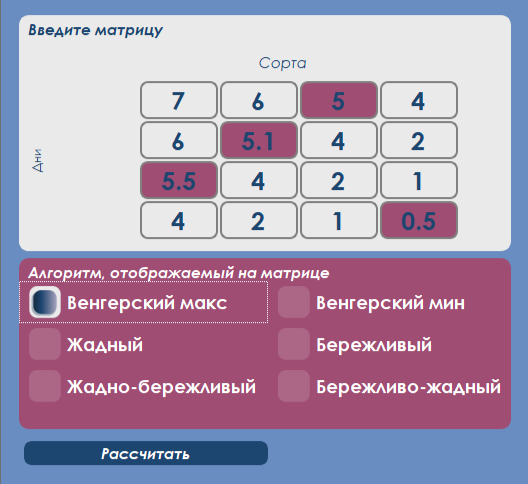 Введите матрицу
Сорта
Дни
7 6 5 4
6 5.1 4 2
5.5 4 2 1
4 2 1 0.5
Алгоритм, отображаемый на матрице
Венгерский макс Венгерский мин
Жадный Бережливый
Жадно-бережливый Бережливо-жадный
Рассчитать